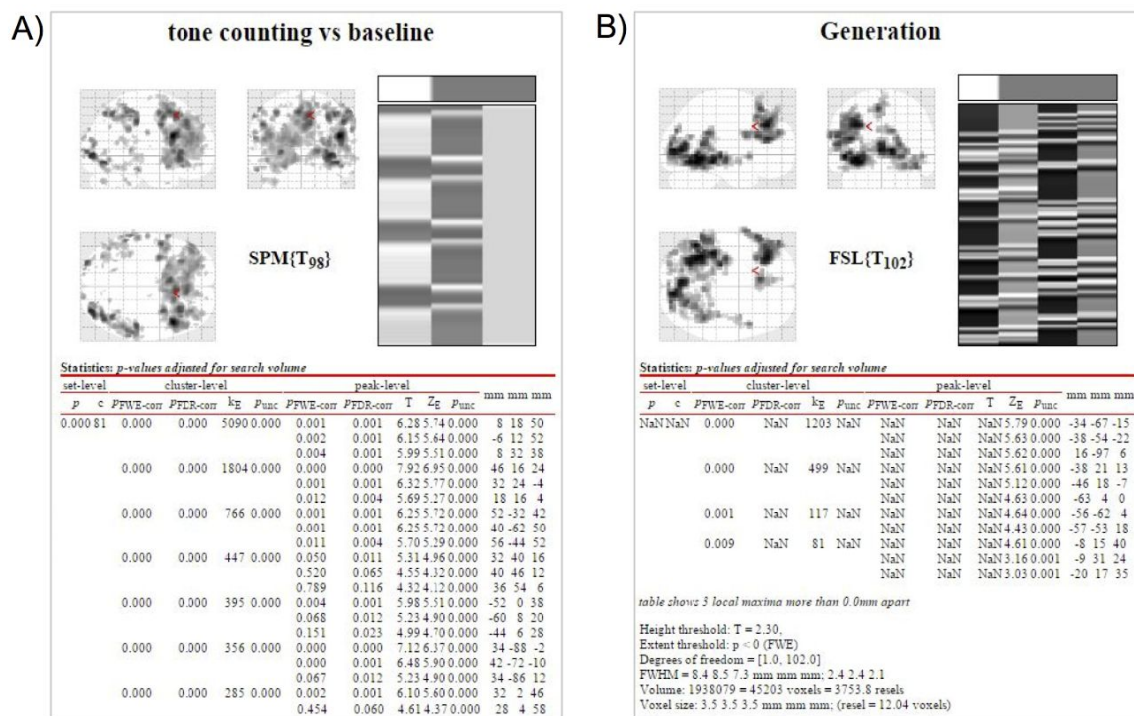 A)
tone counting vs baseline
SPM{T98}
Statistics: p-values adjusted for search volume
set-level cluster-level peak-level
p c pFWE-corr pFDR-corr kE punc pFWE-corr pFDR-corr T ZE punc mm mm mm
0.000 81 0.000 0.000 5090 0.000 0.001 0.001 6.28 5.74 0.000 8 18 50
0.002 0.001 6.15 5.64 0.000 -6 12 52
0.004 0.001 5.99 5.51 0.000 8 32 38
0.000 0.000 1804 0.000 0.000 0.000 7.92 6.95 0.000 46 16 24
0.001 0.001 6.32 5.77 0.000 32 24 -4
0.012 0.004 5.69 5.27 0.000 18 16 4
0.000 0.000 766 0.000 0.001 0.001 6.25 5.72 0.000 52 -32 42
0.001 0.001 6.25 5.72 0.000 40 -62 50
0.011 0.004 5.70 5.29 0.000 56 -44 52
0.000 0.000 447 0.000 0.050 0.011 5.31 4.96 0.000 32 40 16
0.520 0.065 4.55 4.32 0.000 40 46 12
0.789 0.116 4.32 4.12 0.000 36 54 6
0.000 0.000 395 0.000 0.004 0.001 5.98 5.51 0.000 -52 0 38
0.068 0.012 5.23 4.90 0.000 -60 8 20
0.151 0.023 4.99 4.70 0.000 -44 6 28
0.000 0.000 356 0.000 0.000 0.000 7.12 6.37 0.000 34 -88 -2
0.000 0.001 6.48 5.90 0.000 42 -72 -10
0.067 0.012 5.23 4.90 0.000 34 -86 12
0.000 0.000 285 0.000 0.002 0.001 6.10 5.60 0.000 32 2 46
0.454 0.060 4.61 4.37 0.000 28 4 58
B)
Generation
FSL{T102}
Statistics: p-values adjusted for search volume
set-level cluster-level peak-level
p c pFWE-corr pFDR-corr kE punc pFWE-corr pFDR-corr T ZE punc mm mm mm
NaN NaN 0.000 NaN 1203 NaN NaN NaN NaN 5.79 0.000 -34 -67 -15
NaN NaN NaN 5.63 0.000 -38 -54 -22
NaN NaN NaN 5.62 0.000 16 -97 6
0.000 NaN 499 NaN NaN NaN NaN 5.61 0.000 -38 21 13
NaN NaN NaN 5.12 0.000 -46 18 -7
NaN NaN NaN 4.63 0.000 -63 4 0
0.001 NaN 117 NaN NaN NaN NaN 4.64 0.000 -56 -62 4
NaN NaN NaN 4.43 0.000 -57 -53 18
0.009 NaN 81 NaN NaN NaN NaN 4.61 0.000 -8 15 40
NaN NaN NaN 3.16 0.001 -9 31 24
NaN NaN NaN 3.03 0.001 -20 17 35
table shows 3 local maxima more than 0.0mm apart
Height threshold: T = 2.30,
Extent threshold: p < 0 (FWE)
Degrees of freedom = [1.0, 102.0]
FWHM = 8.4 8.5 7.3 mm mm mm; 2.4 2.4 2.1
Volume: 1938079 = 45203 voxels = 3753.8 resels
Voxel size: 3.5 3.5 3.5 mm mm mm; (resel = 12.04 voxels)